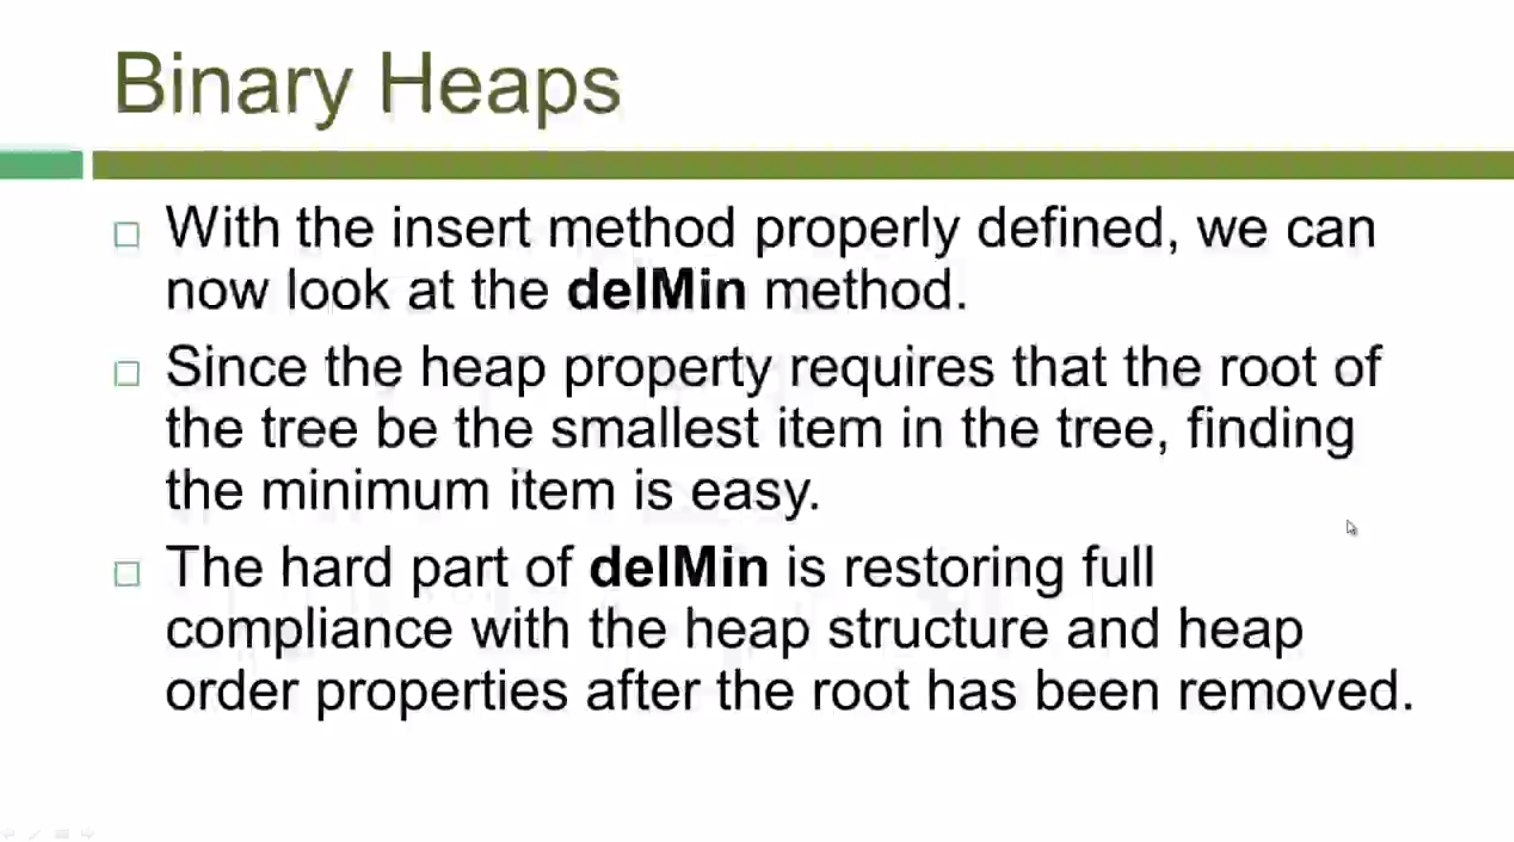 Binary Heaps
With the insert method properly defined, we can
now look at the delMin method.
Since the heap property requires that the root of
the tree be the smallest item in the tree, finding
the minimum item is easy.
The hard part of delMin is restoring full
compliance with the heap structure and heap
order properties after the root has been removed.